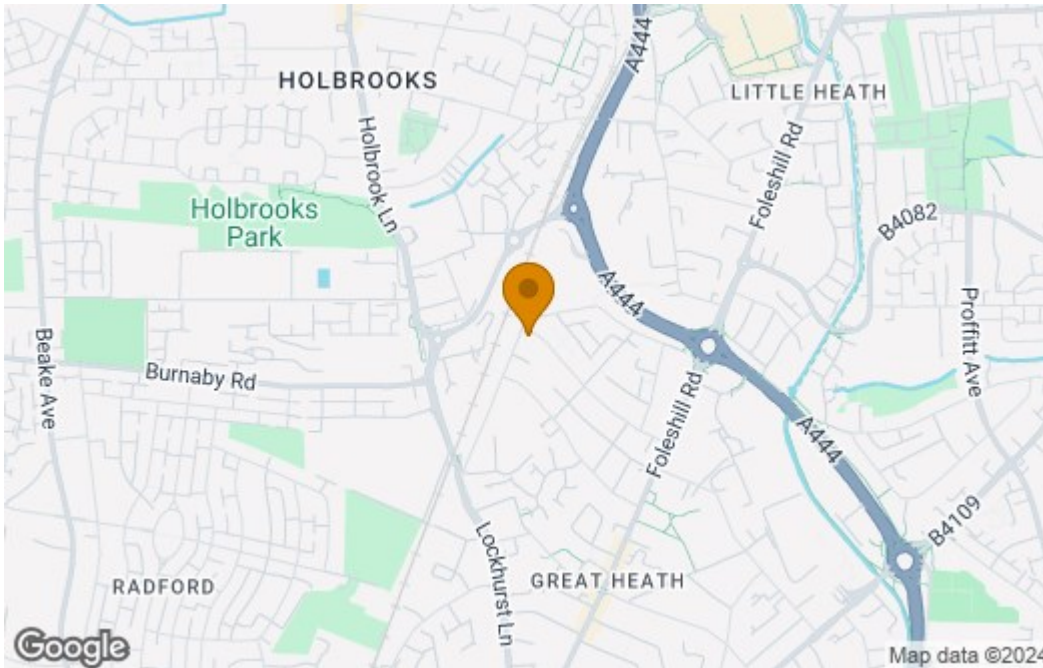 A444
HOLBROOKS
LITTLE HEATH
Holbrook Ln
Foleshill Rd
Holbrooks
Park
B4082
A444
Proffitt Ave
Beake Ave
Burnaby Rd
Foleshill Rd
A444
B4109
Lockhurst Ln
RADFORD
GREAT HEATH
Google
Map data ©2024